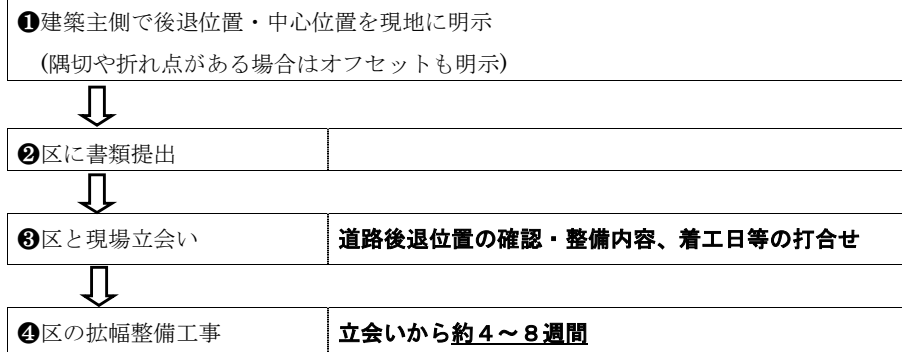 ❶建築主側で後退位置・中心位置を現地に明示
(隅切や折れ点がある場合はオフセットも明示)
❷区に書類提出
❸区と現場立会い
道路後退位置の確認・整備内容、着工日等の打合せ
❹区の拡幅整備工事
立会いから約４～８週間